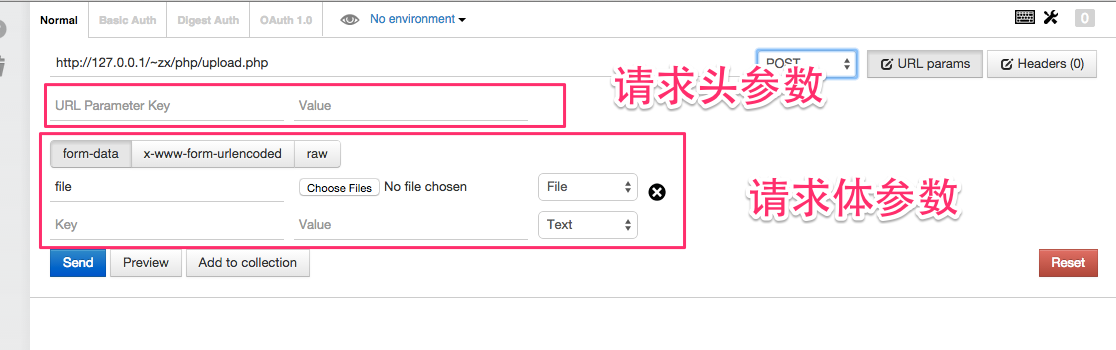 Normal Basic Auth Digest Auth OAuth 1.0 No environment 0
http://127.0.0.1/~zx/php/upload.php POST URL params Headers (0)
请求头参数
URL Parameter Key Value
form-data x-www-form-urlencoded raw
file Choose Files No file chosen File
请求体参数
Key Value Text
Send Preview Add to collection Reset